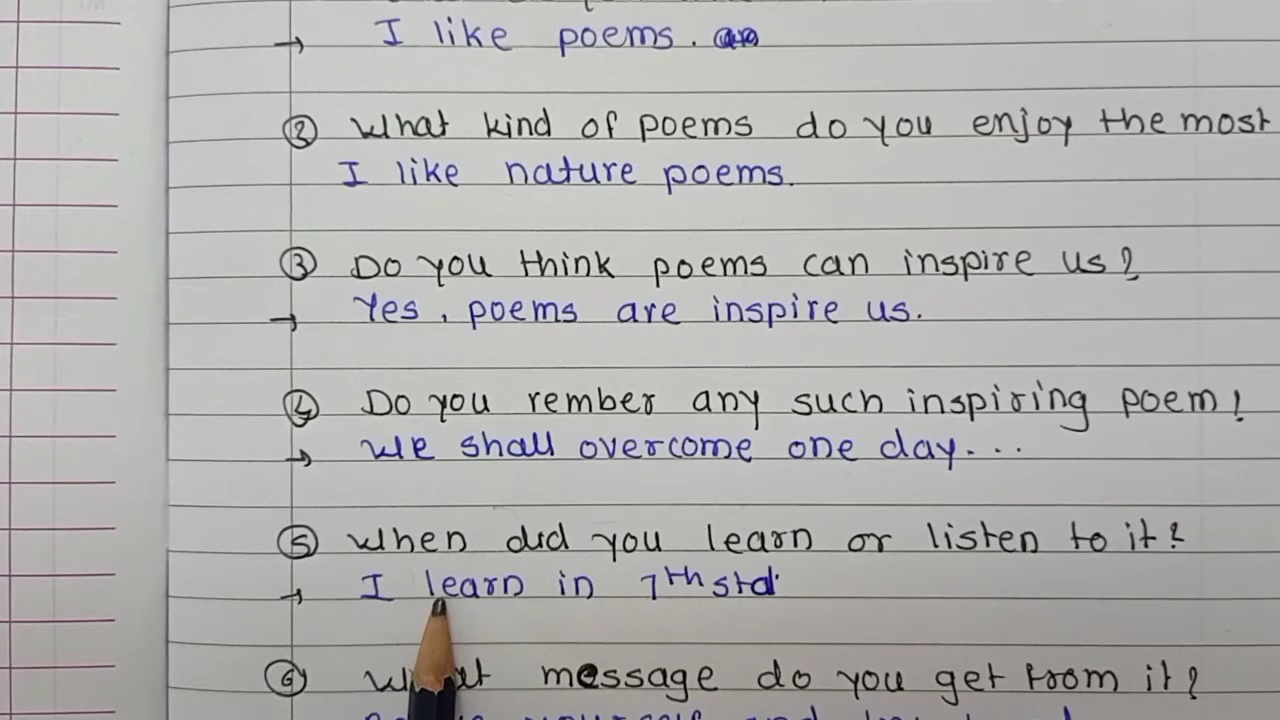 → I like poems.
② What kind of poems do you enjoy the most
I like nature poems.
③ Do you think poems can inspire us?
→ Yes, poems are inspire us.
④ Do you rember any such inspiring poem!
→ We shall overcome one day...
⑤ When did you learn or listen to it?
→ I learn in 7th std
⑥ What message do you get from it?